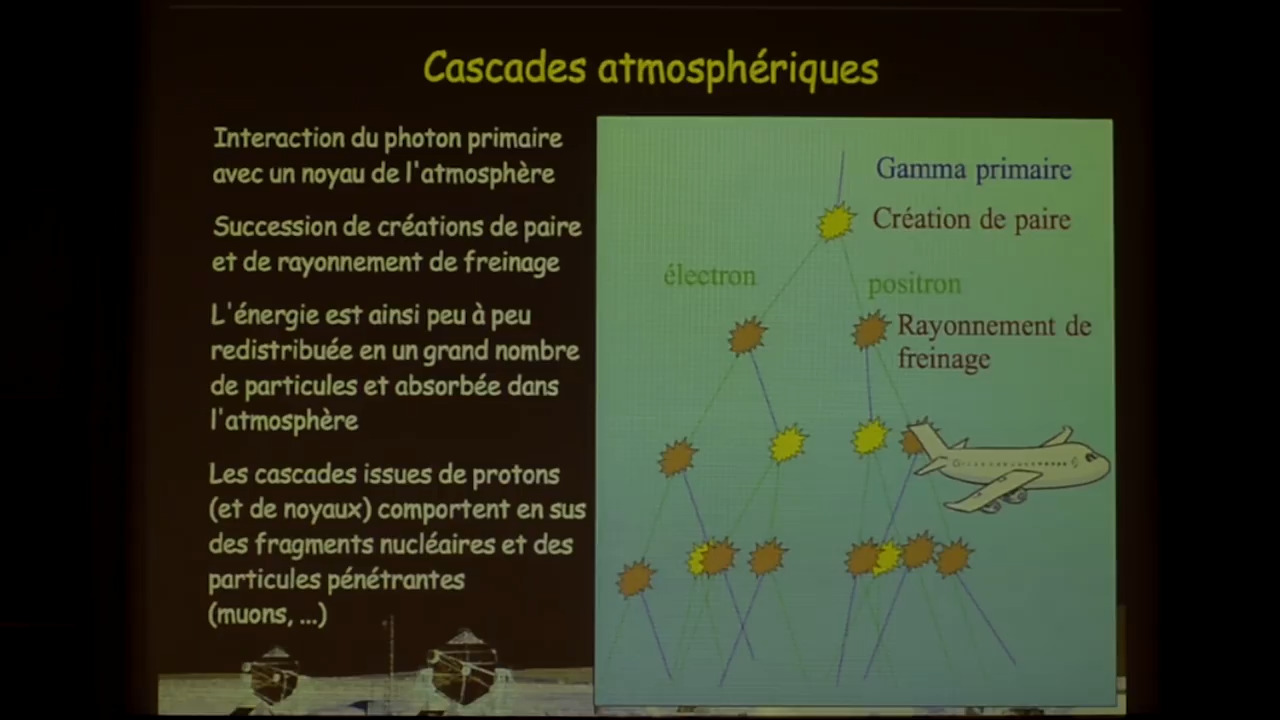 Cascades atmosphériques
Interaction du photon primaire
avec un noyau de l'atmosphère
Succession de créations de paire
et de rayonnement de freinage
L'énergie est ainsi peu à peu
redistribuée en un grand nombre
de particules et absorbée dans
l'atmosphère
Les cascades issues de protons
(et de noyaux) comportent en sus
des fragments nucléaires et des
particules pénétrantes
(muons, ...)
Gamma primaire
Création de paire
électron
positron
Rayonnement de
freinage